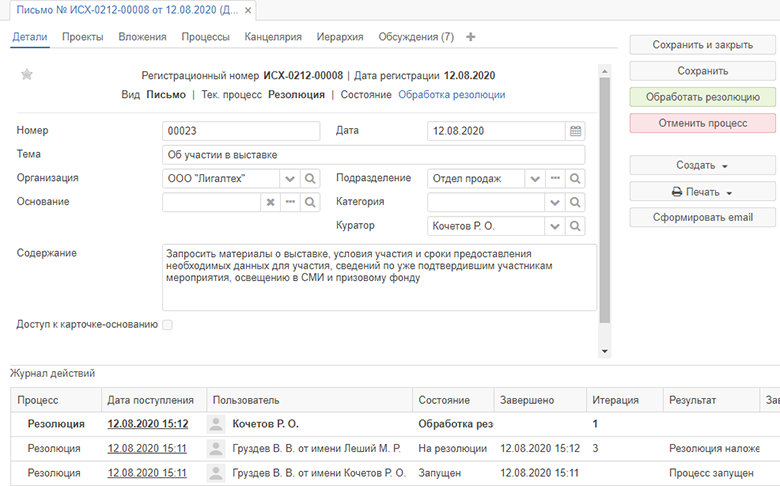 Письмо № ИСХ-0212-00008 от 12.08.2020 (Д...
Детали Проекты Вложения Процессы Канцелярия Иерархия Обсуждения (7)
Регистрационный номер ИСХ-0212-00008 | Дата регистрации 12.08.2020
Вид Письмо | Тек. процесс Резолюция | Состояние Обработка резолюции
Номер 00023 Дата 12.08.2020
Тема Об участии в выставке
Организация ООО "Лигалтех" Подразделение Отдел продаж
Основание Категория
Куратор Кочетов Р. О.
Содержание Запросить материалы о выставке, условия участия и сроки предоставления
необходимых данных для участия, сведений по уже подтвердившим участникам
мероприятия, освещению в СМИ и призовому фонду
Доступ к карточке-основанию
Сохранить и закрыть
Сохранить
Обработать резолюцию
Отменить процесс
Создать
Печать
Сформировать email
Журнал действий
Процесс Дата поступления Пользователь Состояние Завершено Итерация Результат За
Резолюция 12.08.2020 15:12 Кочетов Р. О. Обработка рез 1
Резолюция 12.08.2020 15:11 Груздев В. В. от имени Леший М. Р. На резолюции 12.08.2020 15:12 3 Резолюция наложе
Резолюция 12.08.2020 15:11 Груздев В. В. от имени Кочетов Р. О. Запущен 12.08.2020 15:11 Процесс запущен